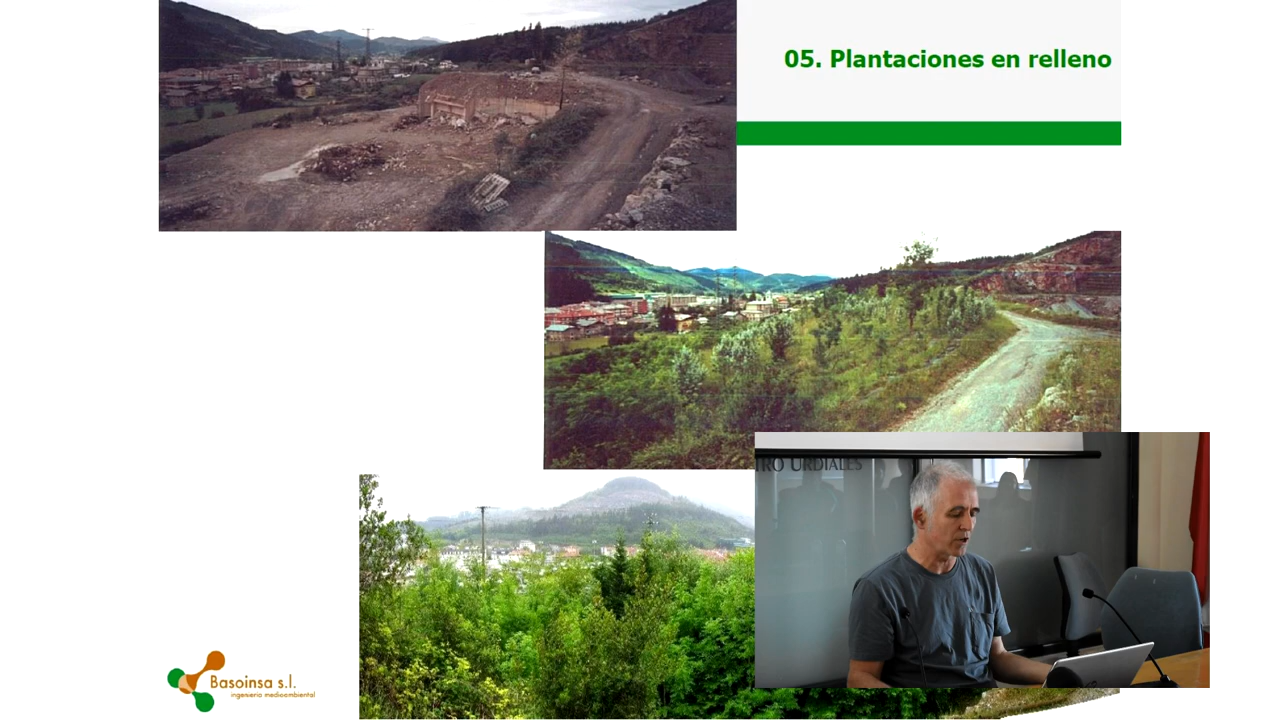 05. Plantaciones en relleno
TRO URDIALES
Basoinsa s.l.
ingeniería medioambiental